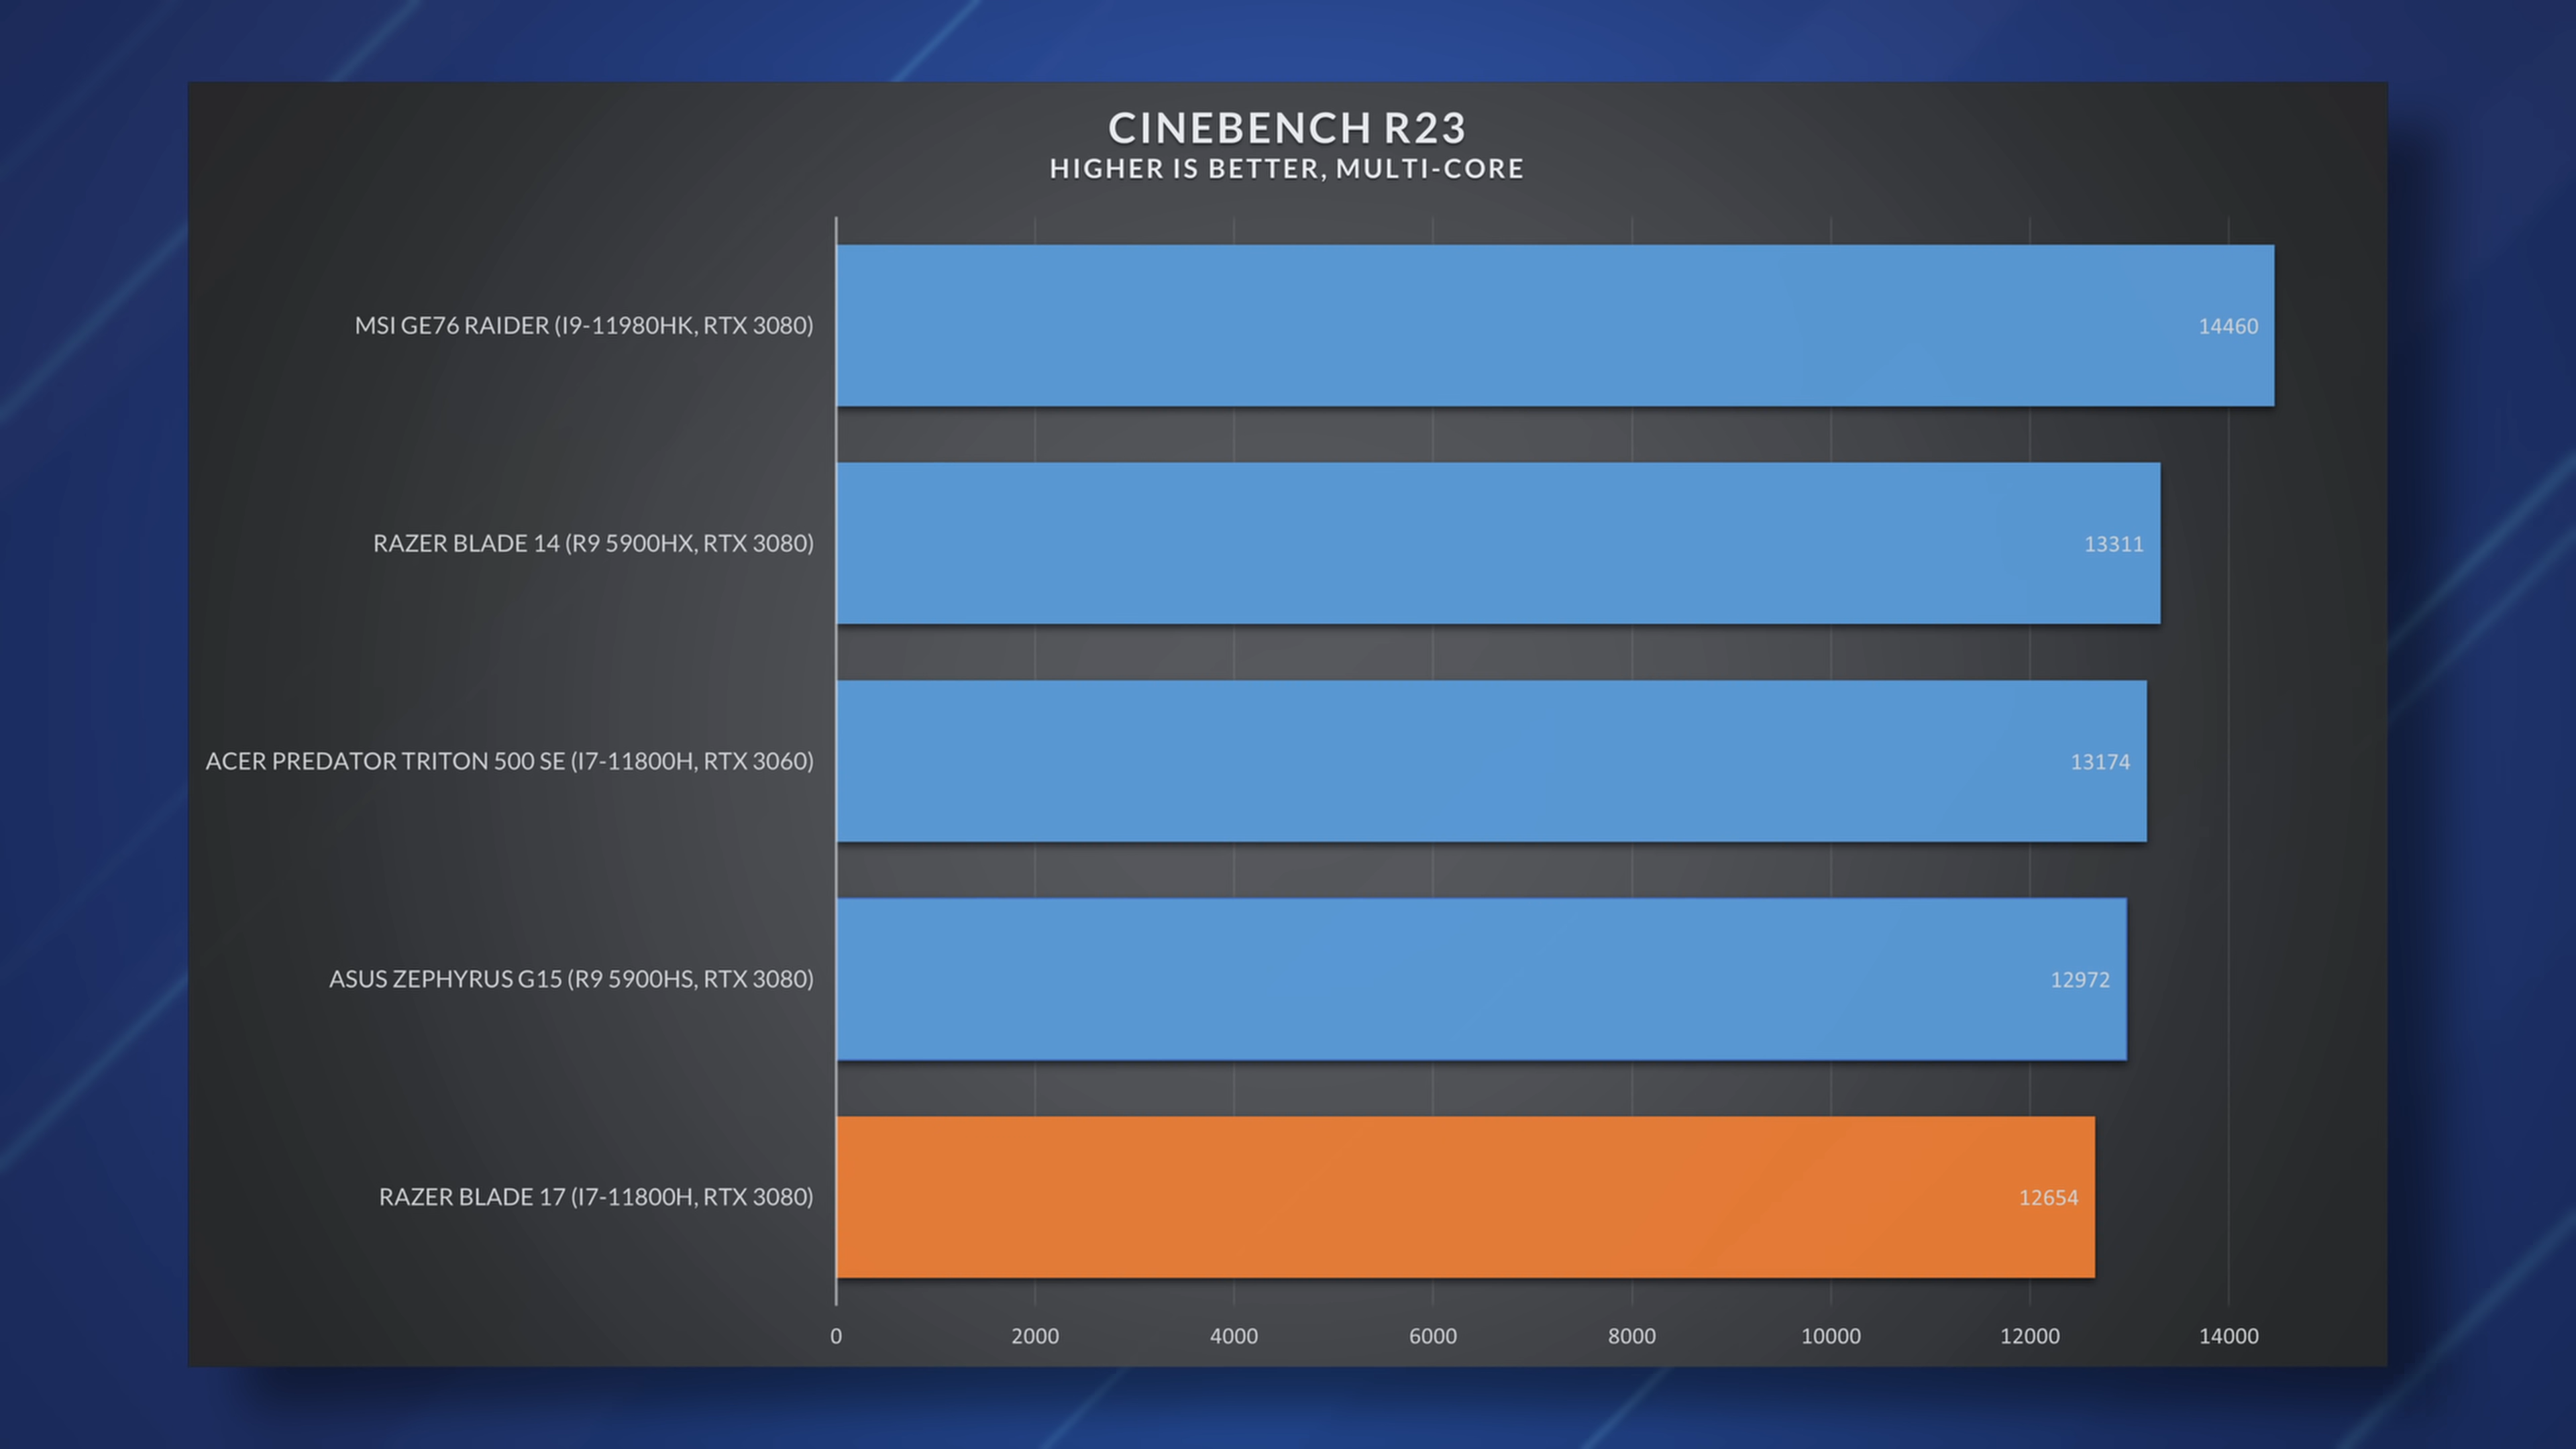 CINEBENCH R23
HIGHER IS BETTER, MULTI-CORE
MSI GE76 RAIDER (I9-11980HK, RTX 3080)
14460
RAZER BLADE 14 (R9 5900HX, RTX 3080)
13311
ACER PREDATOR TRITON 500 SE (I7-11800H, RTX 3060)
13174
ASUS ZEPHYRUS G15 (R9 5900HS, RTX 3080)
12972
RAZER BLADE 17 (I7-11800H, RTX 3080)
12654
0 2000 4000 6000 8000 10000 12000 14000